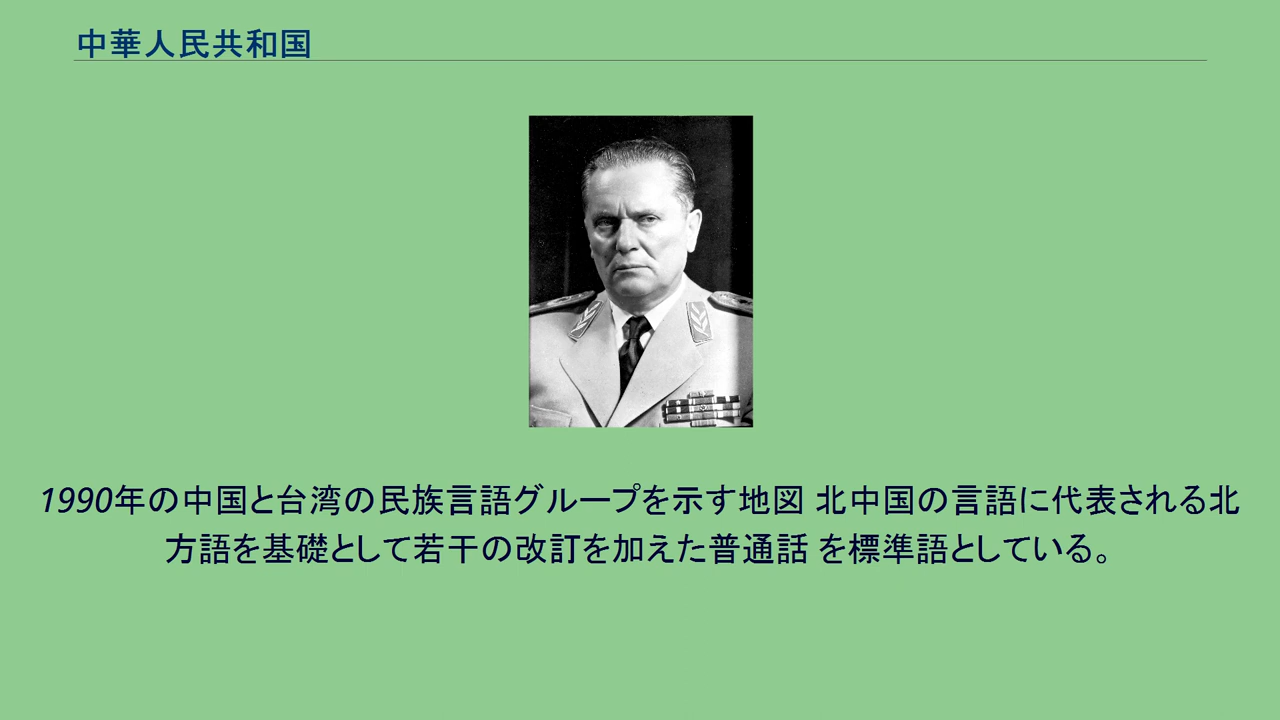 中華人民共和国
1990年の中国と台湾の民族言語グループを示す地図 北中国の言語に代表される北
方語を基礎として若干の改訂を加えた普通話 を標準語としている。